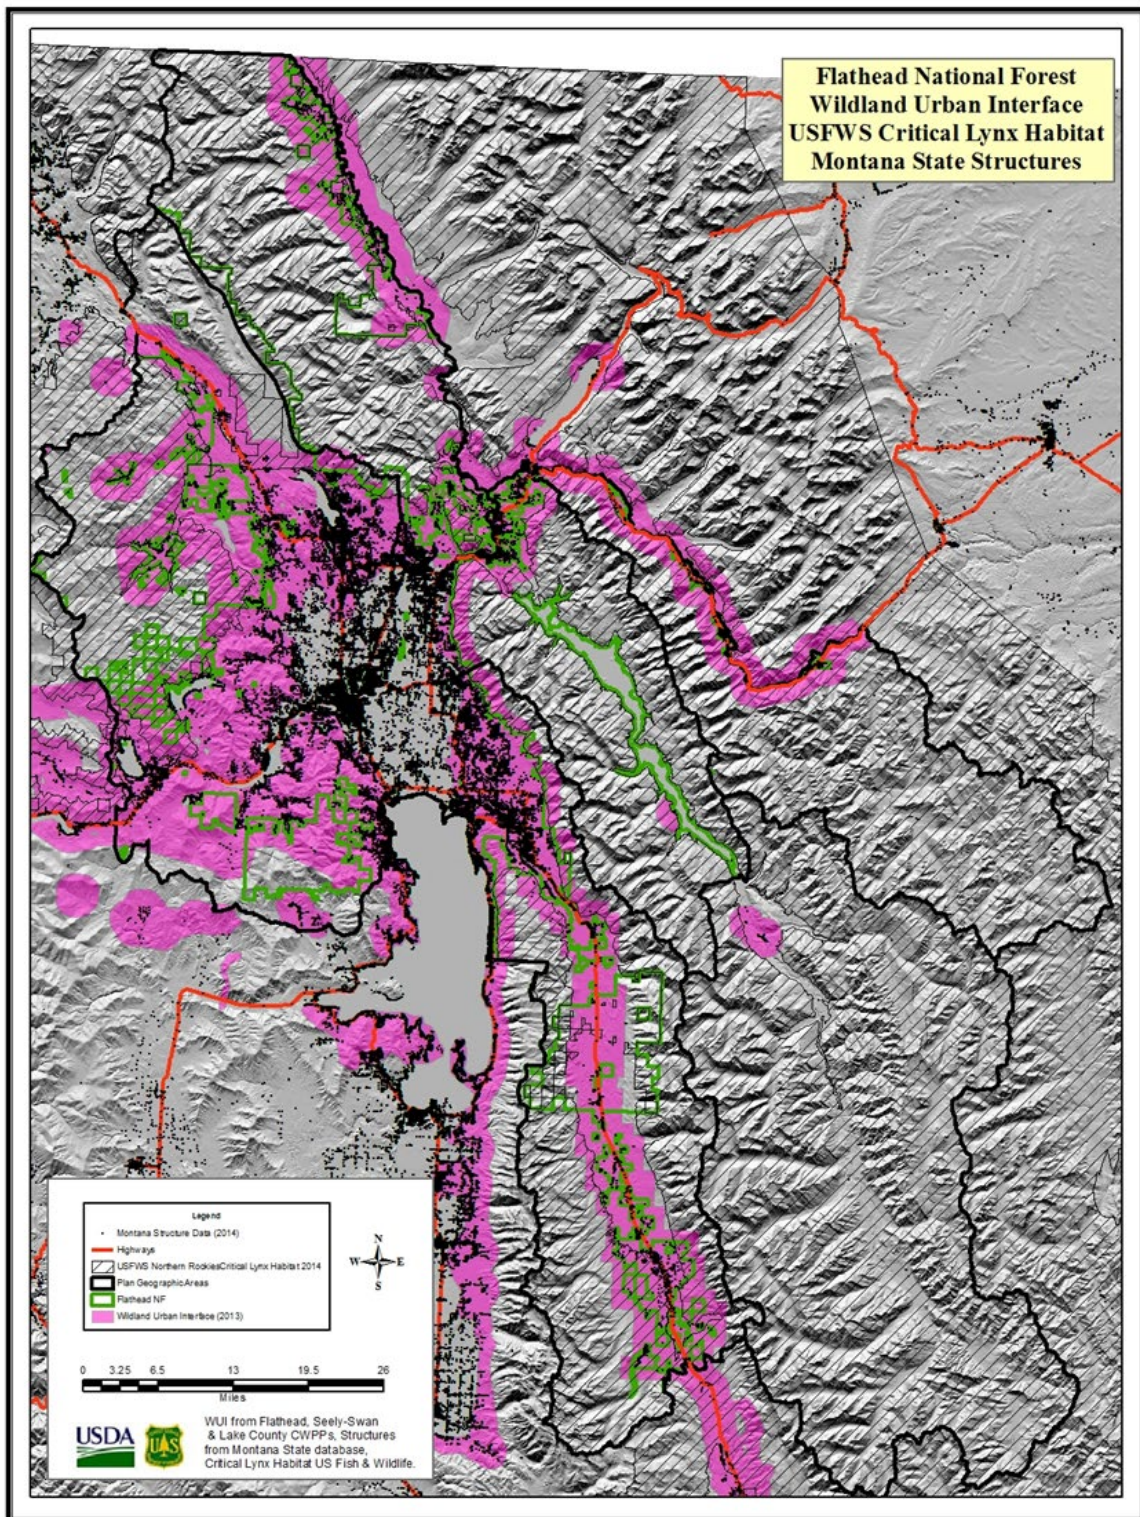 Flathead National Forest
Wildland Urban Interface
USFWS Critical Lynx Habitat
Montana State Structures
Legend
Montana Structure Data (2014)
Highways
USFWS Northern RockiesCritical Lynx Habitat 2014
Plan GeographicAreas
Flathead NF
Wildland Urban Interface (2013)
N
W E
S
0 3.25 6.5 13 19.5 26
Miles
USDA
UAS
WUI from Flathead, Seely-Swan
& Lake County CWPPs, Structures
from Montana State database,
Critical Lynx Habitat US Fish & Wildlife.